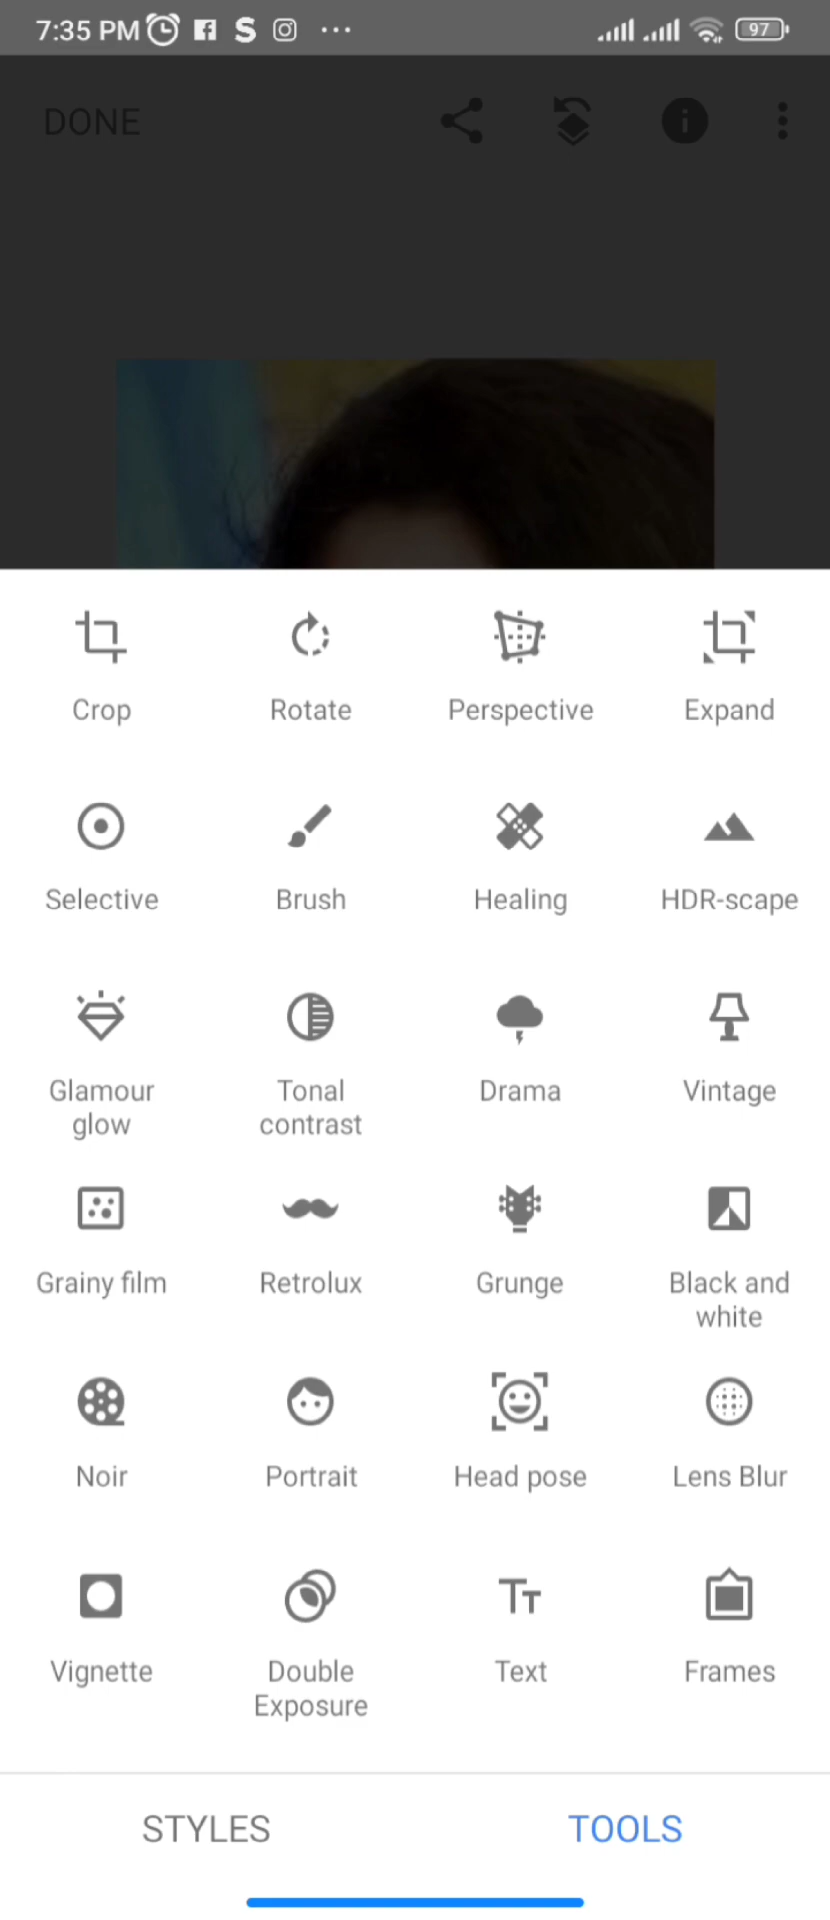 7:35 PM S 97
DONE
Crop Rotate Perspective Expand
Selective Brush Healing HDR-scape
Glamour glow Tonal contrast Drama Vintage
Grainy film Retrolux Grunge Black and white
Noir Portrait Head pose Lens Blur
Vignette Double Exposure Text Frames
STYLES TOOLS